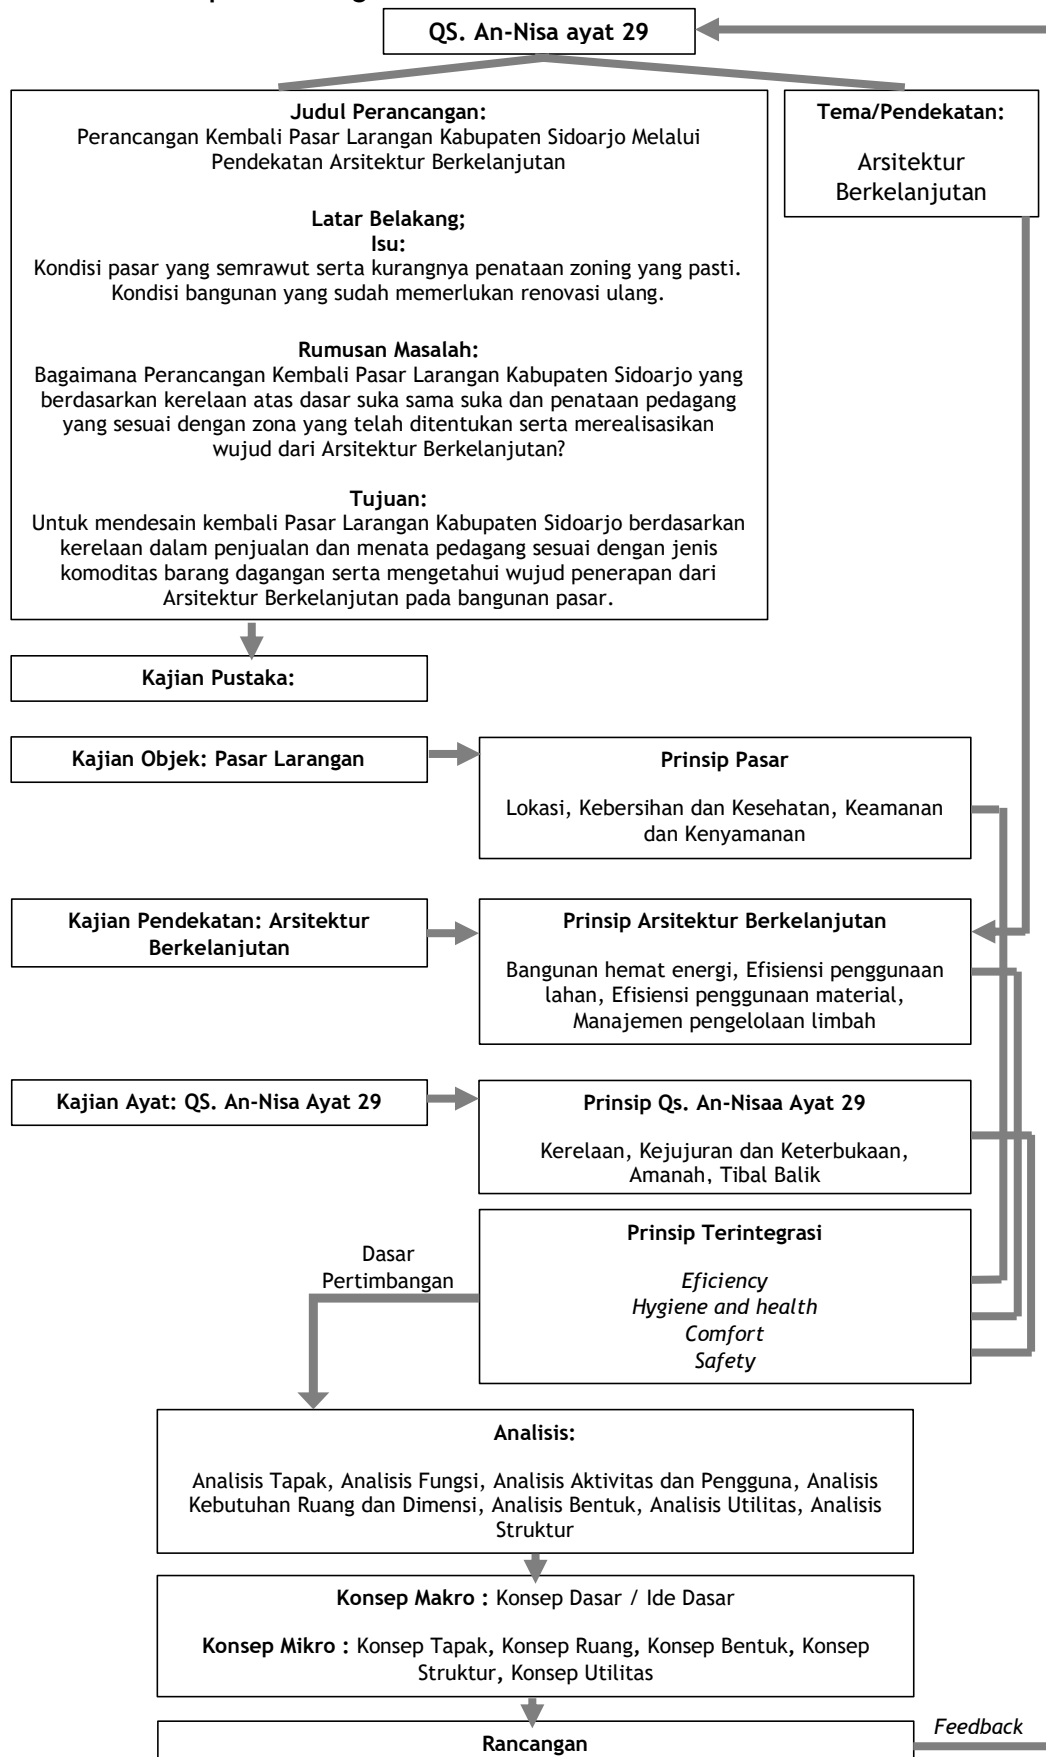 QS. An-Nisa ayat 29
Judul Perancangan:
Perancangan Kembali Pasar Larangan Kabupaten Sidoarjo Melalui
Pendekatan Arsitektur Berkelanjutan
Latar Belakang;
Isu:
Kondisi pasar yang semrawut serta kurangnya penataan zoning yang pasti.
Kondisi bangunan yang sudah memerlukan renovasi ulang.
Rumusan Masalah:
Bagaimana Perancangan Kembali Pasar Larangan Kabupaten Sidoarjo yang
berdasarkan kerelaan atas dasar suka sama suka dan penataan pedagang
yang sesuai dengan zona yang telah ditentukan serta merealisasikan
wujud dari Arsitektur Berkelanjutan?
Tujuan:
Untuk mendesain kembali Pasar Larangan Kabupaten Sidoarjo berdasarkan
kerelaan dalam penjualan dan menata pedagang sesuai dengan jenis
komoditas barang dagangan serta mengetahui wujud penerapan dari
Arsitektur Berkelanjutan pada bangunan pasar.
Tema/Pendekatan:
Arsitektur
Berkelanjutan
Kajian Pustaka:
Kajian Objek: Pasar Larangan
Prinsip Pasar
Lokasi, Kebersihan dan Kesehatan, Keamanan
dan Kenyamanan
Kajian Pendekatan: Arsitektur
Berkelanjutan
Prinsip Arsitektur Berkelanjutan
Bangunan hemat energi, Efisiensi penggunaan
lahan, Efisiensi penggunaan material,
Manajemen pengelolaan limbah
Kajian Ayat: QS. An-Nisa Ayat 29
Prinsip Qs. An-Nisaa Ayat 29
Kerelaan, Kejujuran dan Keterbukaan,
Amanah, Tibal Balik
Prinsip Terintegrasi
Eficiency
Hygiene and health
Comfort
Safety
Dasar
Pertimbangan
Analisis:
Analisis Tapak, Analisis Fungsi, Analisis Aktivitas dan Pengguna, Analisis
Kebutuhan Ruang dan Dimensi, Analisis Bentuk, Analisis Utilitas, Analisis
Struktur
Konsep Makro : Konsep Dasar / Ide Dasar
Konsep Mikro : Konsep Tapak, Konsep Ruang, Konsep Bentuk, Konsep
Struktur, Konsep Utilitas
Rancangan
Feedback